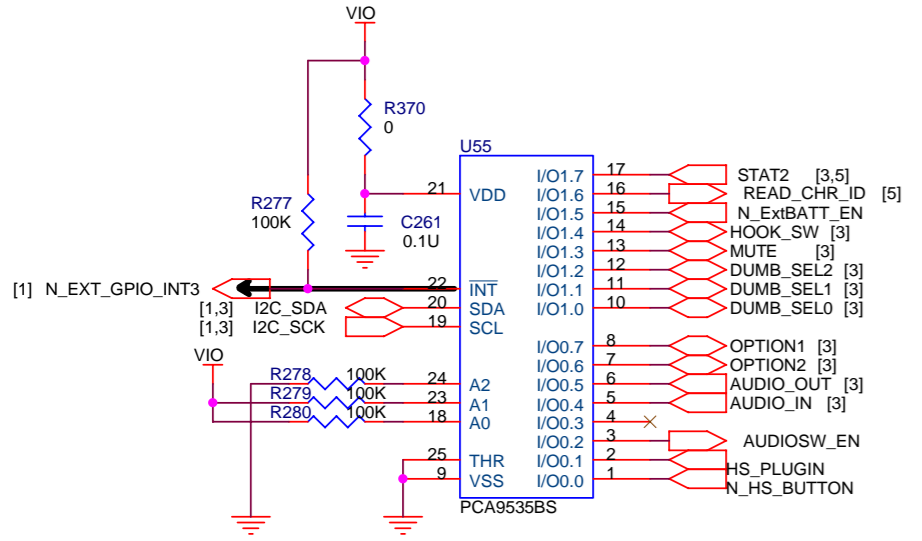 VIO
R370
0
U55
17
I/O1.7
STAT2 [3,5]
16
I/O1.6
READ_CHR_ID [5]
21
VDD
15
I/O1.5
N_ExtBATT_EN
R277
100K
C261
0.1U
14
I/O1.4
HOOK_SW [3]
13
I/O1.3
MUTE [3]
12
I/O1.2
DUMB_SEL2 [3]
[1] N_EXT_GPIO_INT3
22
INT
11
I/O1.1
DUMB_SEL1 [3]
[1,3] I2C_SDA
20
SDA
10
I/O1.0
DUMB_SEL0 [3]
[1,3] I2C_SCK
19
SCL
8
I/O0.7
OPTION1 [3]
VIO
7
I/O0.6
OPTION2 [3]
R278
100K
24
A2
6
I/O0.5
AUDIO_OUT [3]
R279
100K
23
A1
5
I/O0.4
AUDIO_IN [3]
R280
100K
18
A0
4
I/O0.3
3
I/O0.2
AUDIOSW_EN
25
THR
2
I/O0.1
HS_PLUGIN
9
VSS
1
I/O0.0
N_HS_BUTTON
PCA9535BS